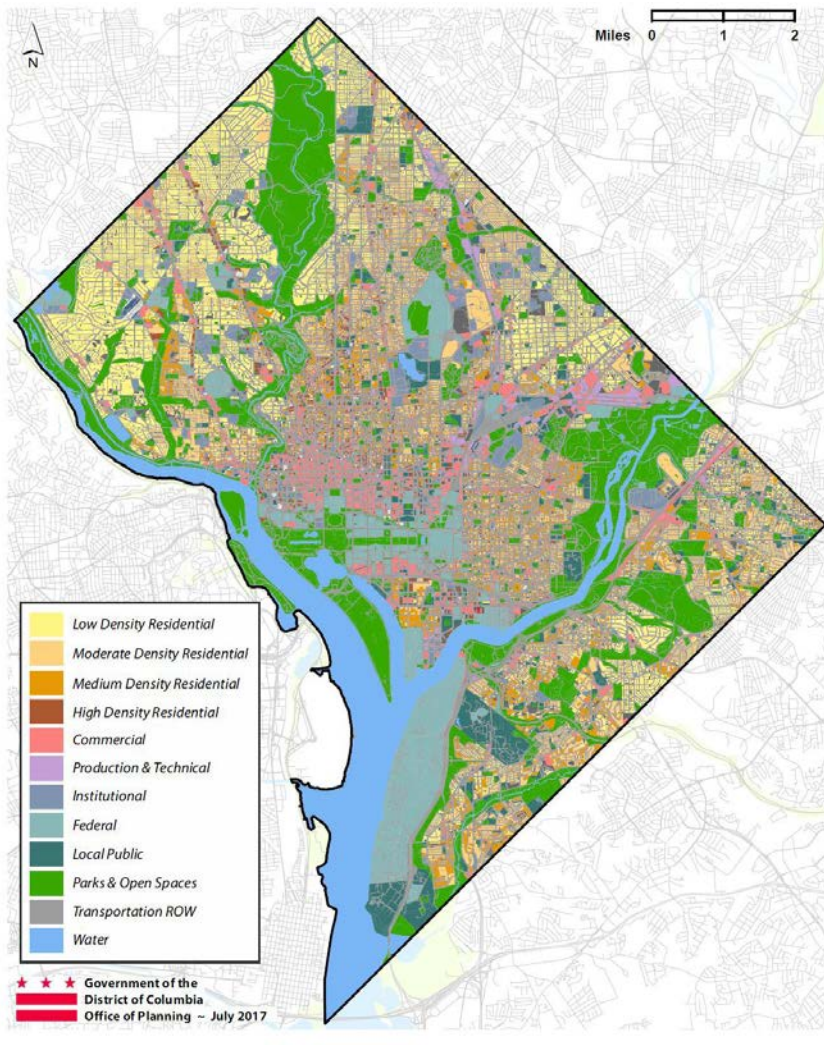 N
Miles 0 1 2
Low Density Residential
Moderate Density Residential
Medium Density Residential
High Density Residential
Commercial
Production & Technical
Institutional
Federal
Local Public
Parks & Open Spaces
Transportation ROW
Water
Government of the
District of Columbia
Office of Planning ~ July 2017